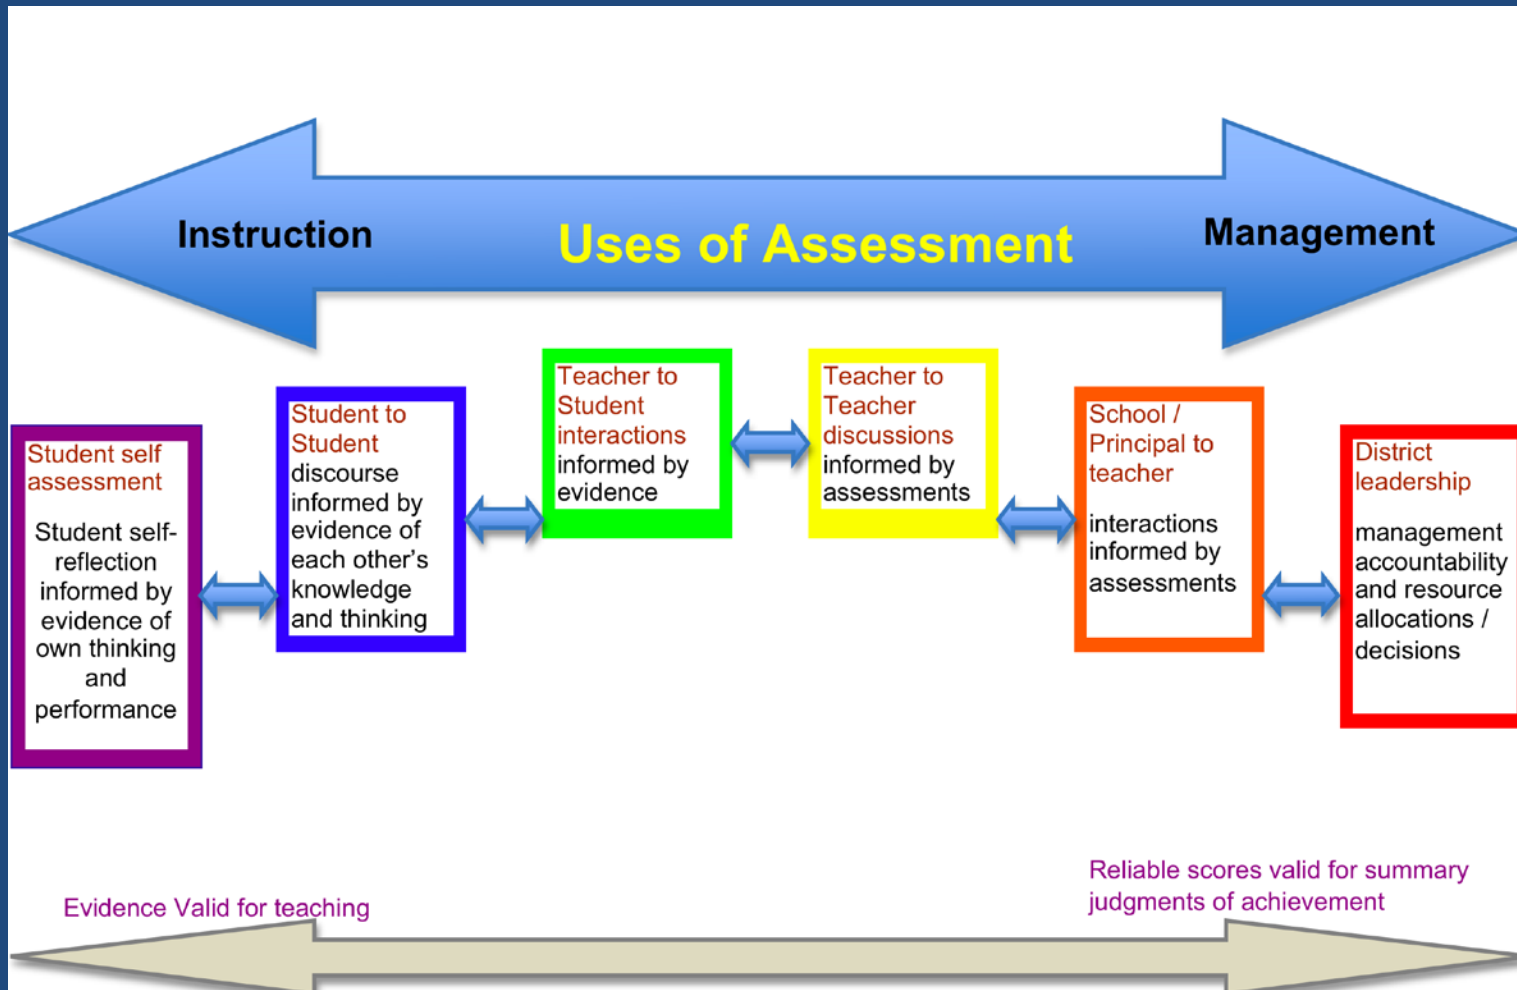 Instruction
Uses of Assessment
Management
Student self
assessment
Student self-
reflection
informed by
evidence of
own thinking
and
performance
Student to
Student
discourse
informed by
evidence of
each other's
knowledge
and thinking
Teacher to
Student
interactions
informed by
evidence
Teacher to
Teacher
discussions
informed by
assessments
School /
Principal to
teacher
interactions
informed by
assessments
District
leadership
management
accountability
and resource
allocations /
decisions
Evidence Valid for teaching
Reliable scores valid for summary
judgments of achievement